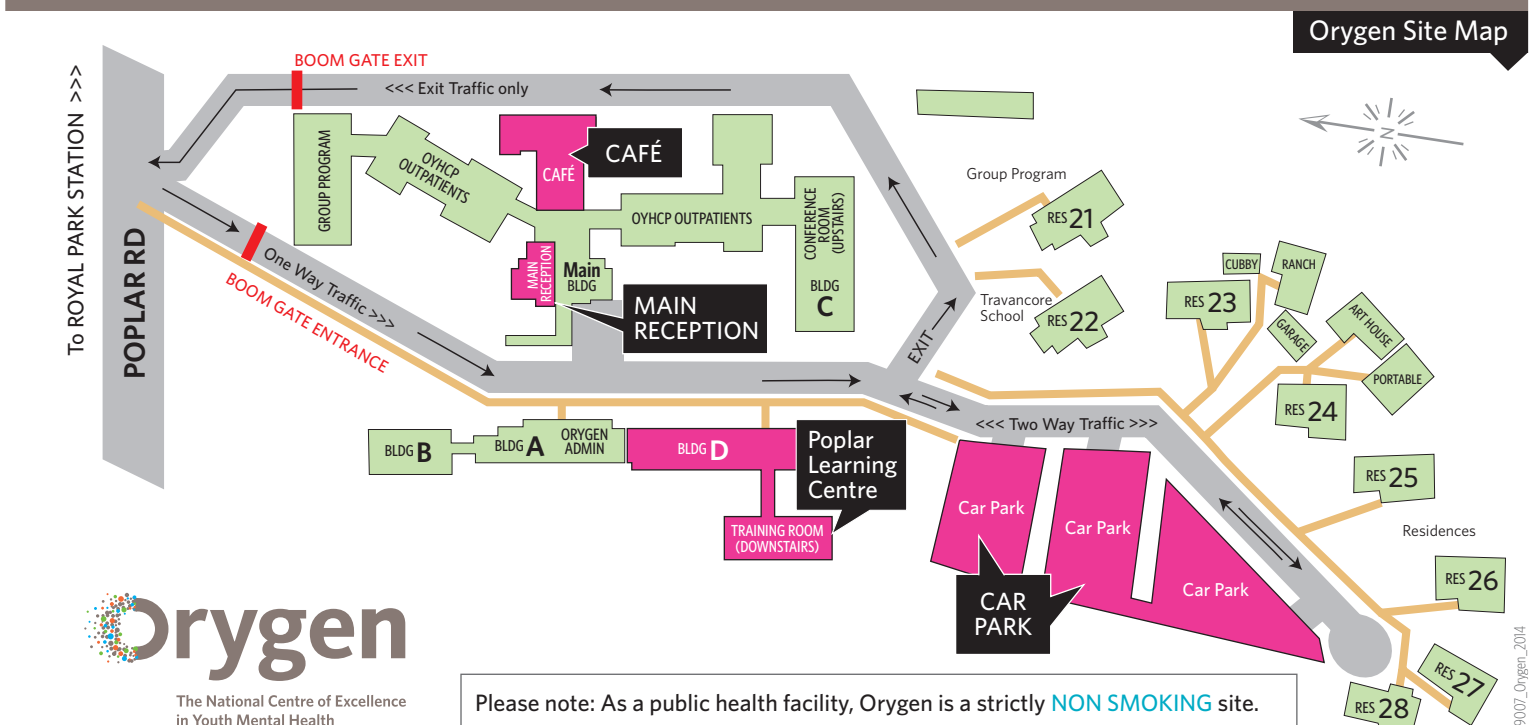 Orygen Site Map
To ROYAL PARK STATION >>>
POPLAR RD
BOOM GATE EXIT
<<< Exit Traffic only
One Way Traffic >>>
BOOM GATE ENTRANCE
GROUP PROGRAM
OYHCP
OUTPATIENTS
CAFÉ
CAFÉ
OYHCP OUTPATIENTS
CONFERENCE
ROOM
(UPSTAIRS)
BLDG
C
MAIN
RECEPTION
Main
BLDG
MAIN
RECEPTION
EXIT
N
Group Program
RES 21
Travancore
School
RES 22
CUBBY
RANCH
RES 23
GARAGE
ART HOUSE
PORTABLE
RES 24
<<< Two Way Traffic >>>
BLDG B
BLDG A
ORYGEN
ADMIN
BLDG D
Poplar
Learning
Centre
TRAINING ROOM
(DOWNSTAIRS)
Car Park
Car Park
Car Park
CAR
PARK
RES 25
Residences
RES 26
RES 27
RES 28
Orygen
The National Centre of Excellence
in Youth Mental Health
Please note: As a public health facility, Orygen is a strictly NON SMOKING site.
9007_Orygen_2014